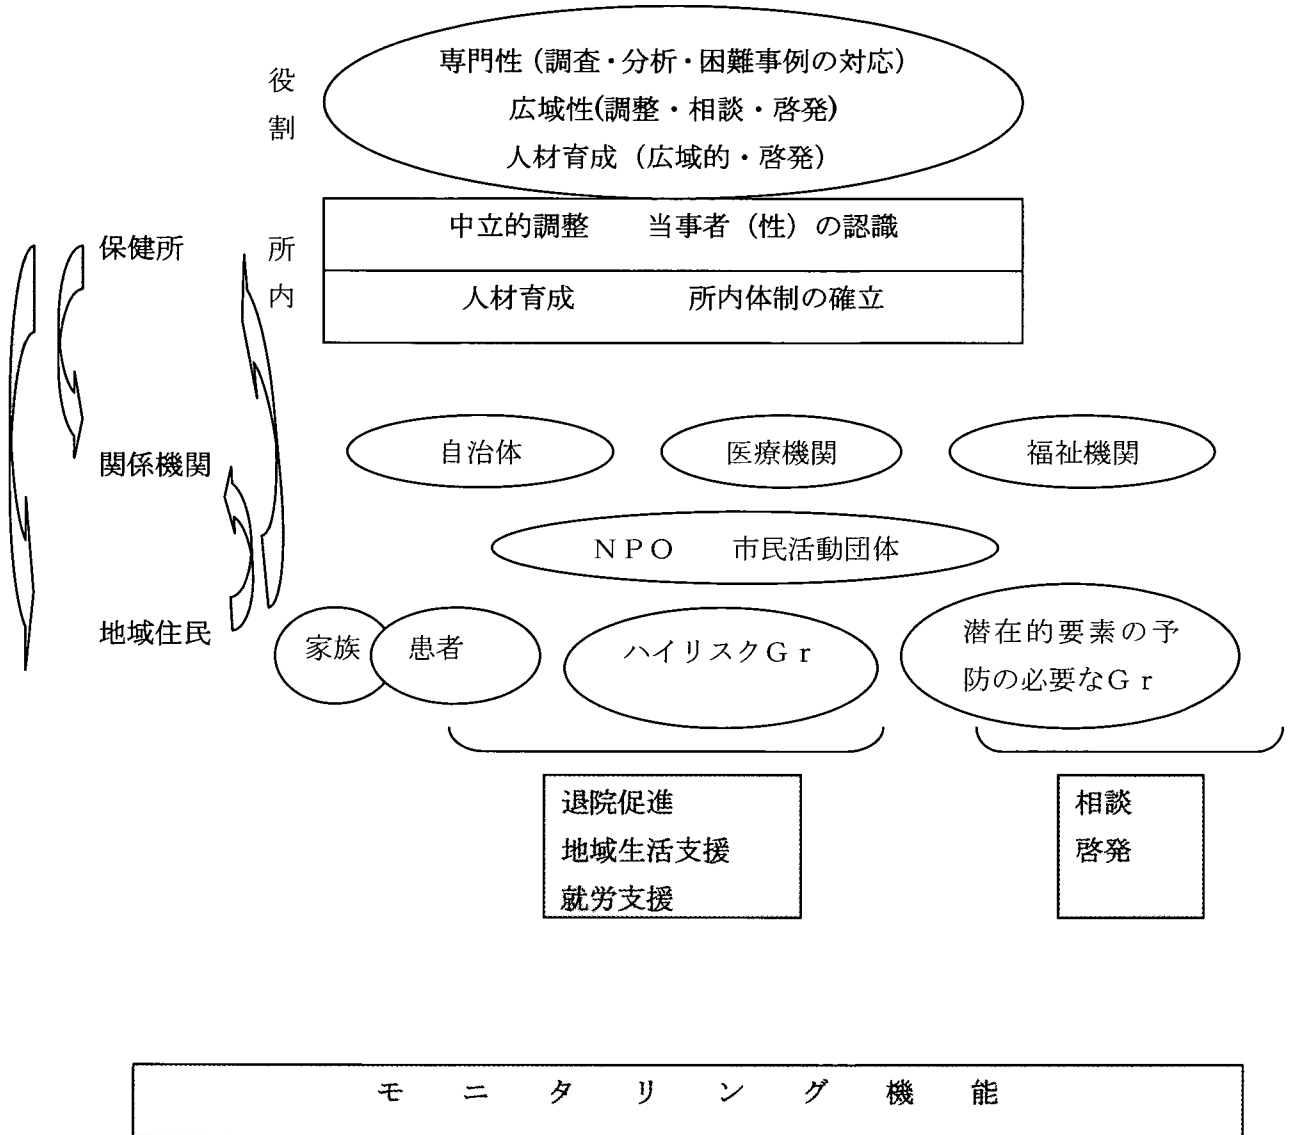 役割
専門性（調査・分析・困難事例の対応）
広域性(調整・相談・啓発)
人材育成（広域的・啓発）
保健所
所内
中立的調整　　当事者（性）の認識
人材育成　　所内体制の確立
関係機関
自治体
医療機関
福祉機関
ＮＰＯ　　市民活動団体
地域住民
家族
患者
ハイリスクＧｒ
潜在的要素の予
防の必要なＧｒ
退院促進
地域生活支援
就労支援
相談
啓発
モニタリング機能